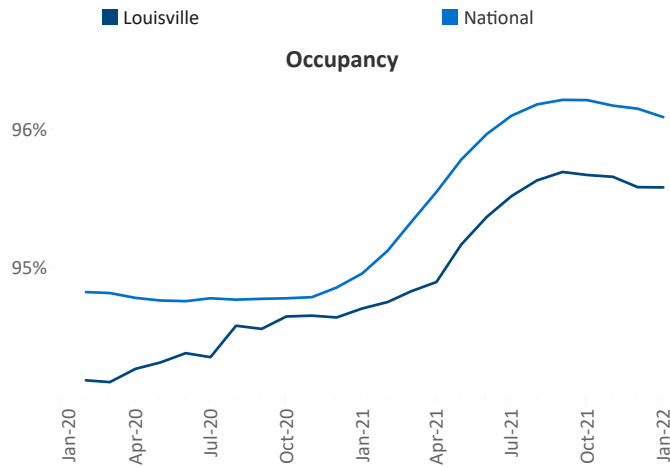 Louisville National
Occupancy
96%
95%
Jan-20 Apr-20 Jul-20 Oct-20 Jan-21 Apr-21 Jul-21 Oct-21 Jan-22